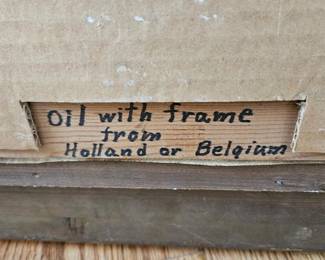 Oil with frame
from
Holland or Belgium